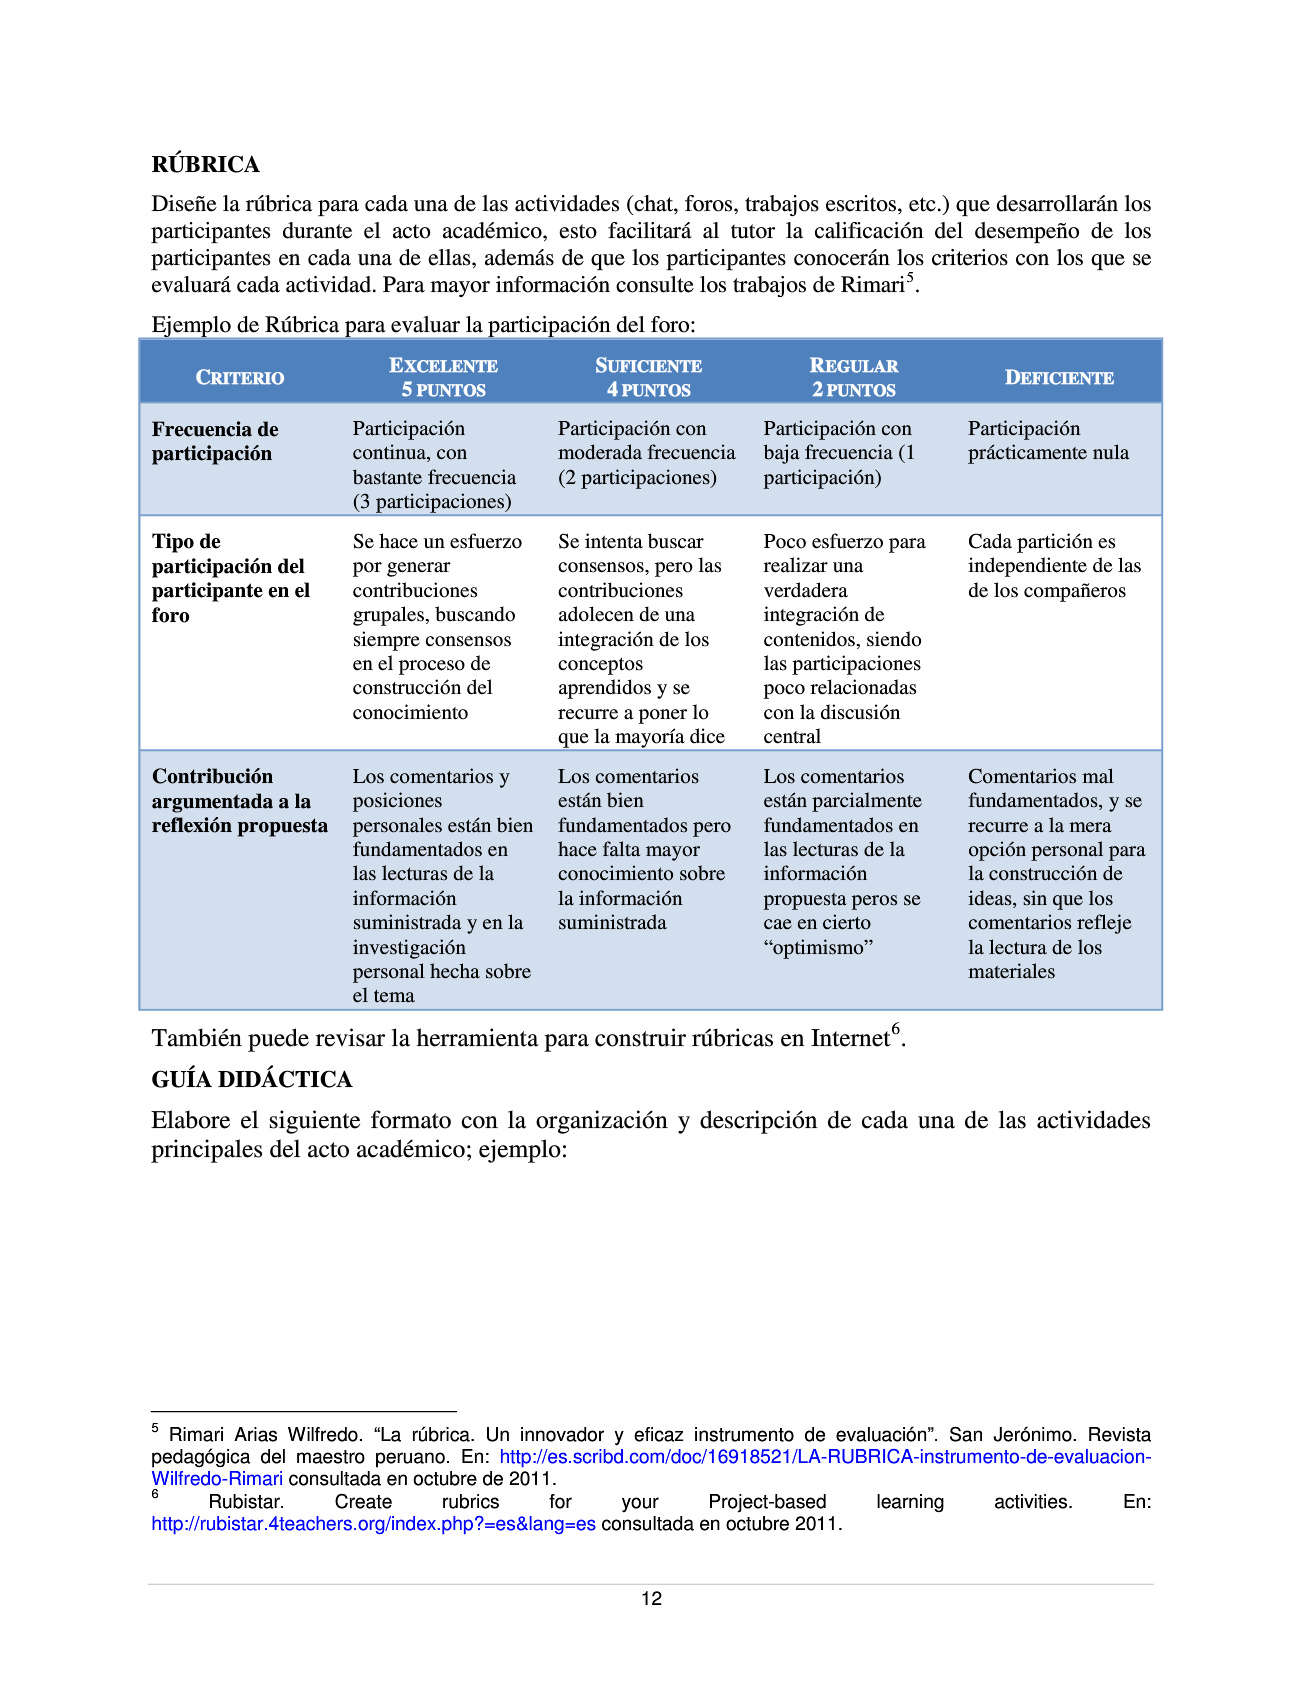 RÚBRICA
Diseñe la rúbrica para cada una de las actividades (chat, foros, trabajos escritos, etc.) que desarrollarán los
participantes durante el acto académico, esto facilitará al tutor la calificación del desempeño de los
participantes en cada una de ellas, además de que los participantes conocerán los criterios con los que se
evaluará cada actividad. Para mayor información consulte los trabajos de Rimari5.
Ejemplo de Rúbrica para evaluar la participación del foro:
CRITERIO
EXCELENTE
5 PUNTOS
SUFICIENTE
4 PUNTOS
REGULAR
2 PUNTOS
DEFICIENTE
Frecuencia de
participación
Participación
continua, con
bastante frecuencia
(3 participaciones)
Participación con
moderada frecuencia
(2 participaciones)
Participación con
baja frecuencia (1
participación)
Participación
prácticamente nula
Tipo de
participación del
participante en el
foro
Se hace un esfuerzo
por generar
contribuciones
grupales, buscando
siempre consensos
en el proceso de
construcción del
conocimiento
Se intenta buscar
consensos, pero las
contribuciones
adolecen de una
integración de los
conceptos
aprendidos y se
recurre a poner lo
que la mayoría dice
Poco esfuerzo para
realizar una
verdadera
integración de
contenidos, siendo
las participaciones
poco relacionadas
con la discusión
central
Cada partición es
independiente de las
de los compañeros
Contribución
argumentada a la
reflexión propuesta
Los comentarios y
posiciones
personales están bien
fundamentados en
las lecturas de la
información
suministrada y en la
investigación
personal hecha sobre
el tema
Los comentarios
están bien
fundamentados pero
hace falta mayor
conocimiento sobre
la información
suministrada
Los comentarios
están parcialmente
fundamentados en
las lecturas de la
información
propuesta peros se
cae en cierto
“optimismo”
Comentarios mal
fundamentados, y se
recurre a la mera
opción personal para
la construcción de
ideas, sin que los
comentarios refleje
la lectura de los
materiales
También puede revisar la herramienta para construir rúbricas en Internet6.
GUÍA DIDÁCTICA
Elabore el siguiente formato con la organización y descripción de cada una de las actividades
principales del acto académico; ejemplo:
5 Rimari Arias Wilfredo. “La rúbrica. Un innovador y eficaz instrumento de evaluación”. San Jerónimo. Revista
pedagógica del maestro peruano. En: http://es.scribd.com/doc/16918521/LA-RUBRICA-instrumento-de-evaluacion-
Wilfredo-Rimari consultada en octubre de 2011.
6 Rubistar. Create rubrics for your Project-based learning activities. En:
http://rubistar.4teachers.org/index.php?=es&lang=es consultada en octubre 2011.
12